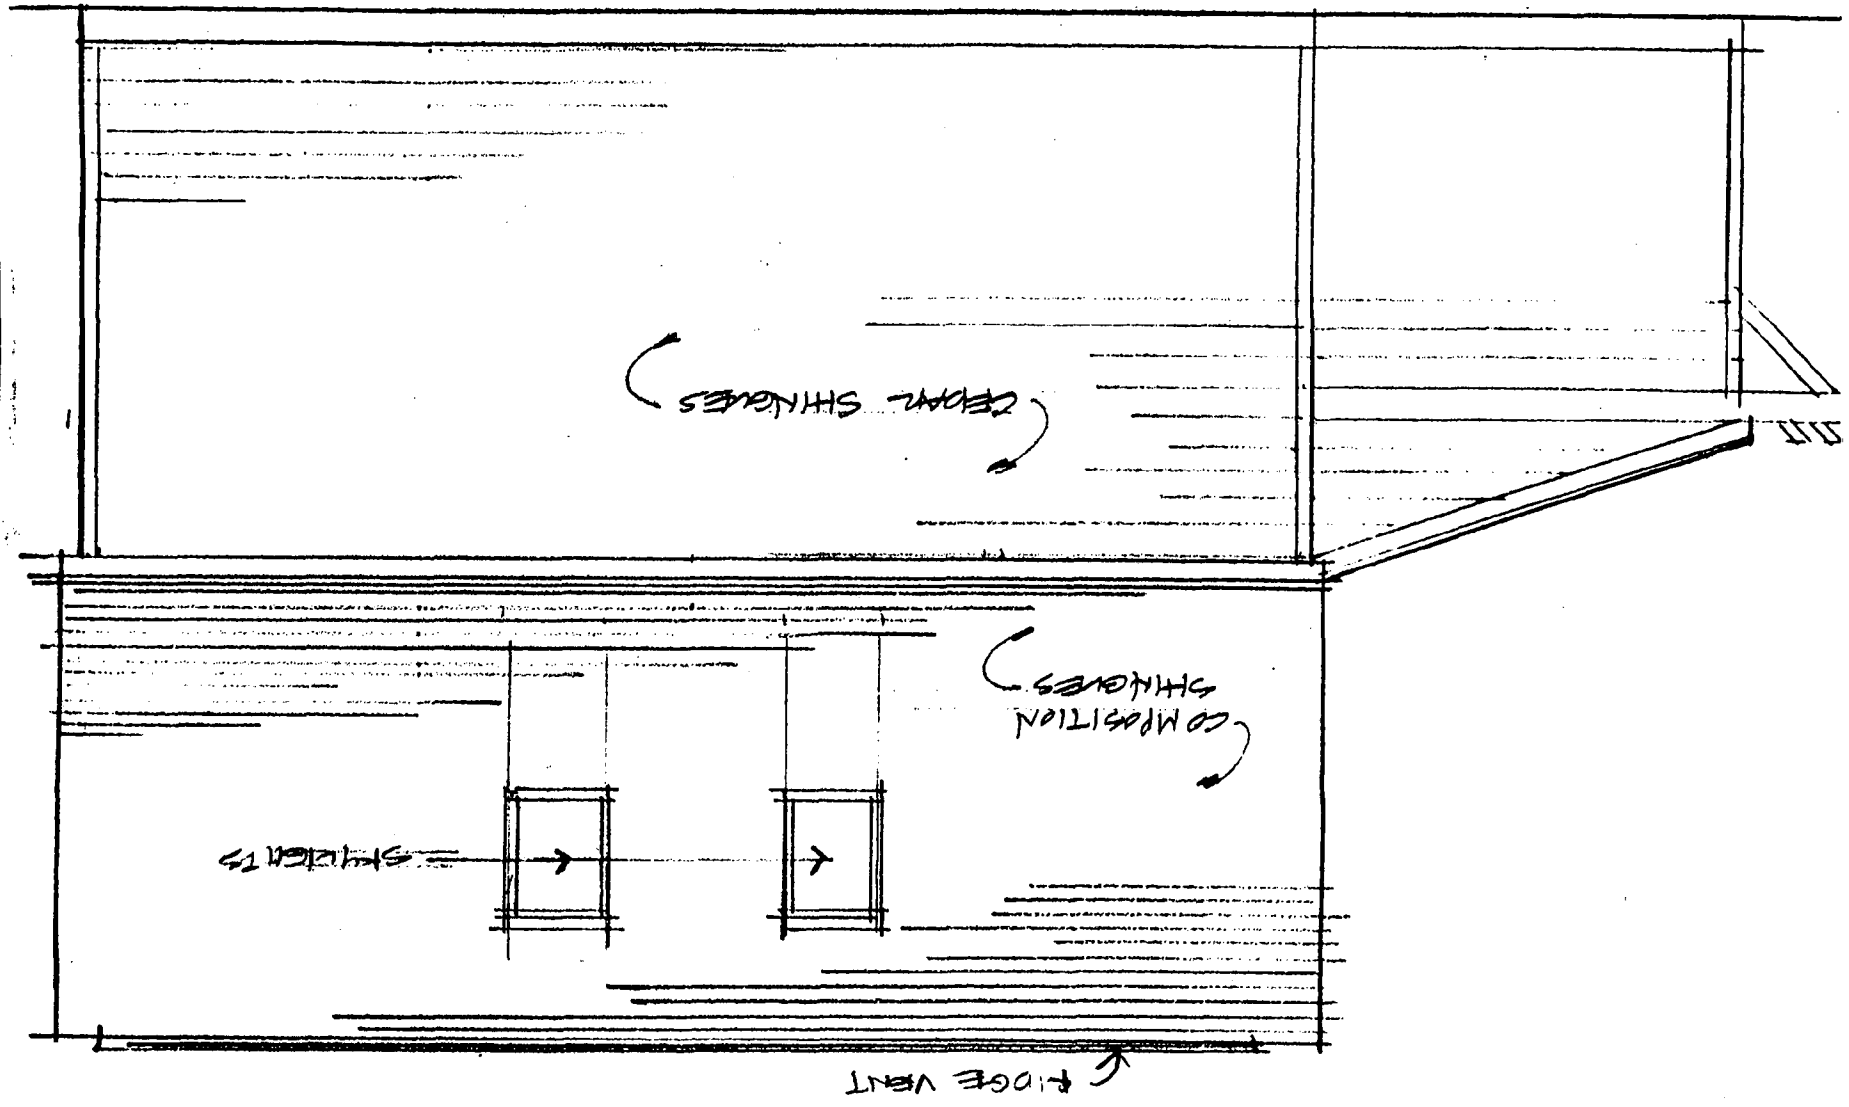 RIDGE VENT
SKYLIGHTS
COMPOSITION
SHINGLES
CEDAR SHINGLES